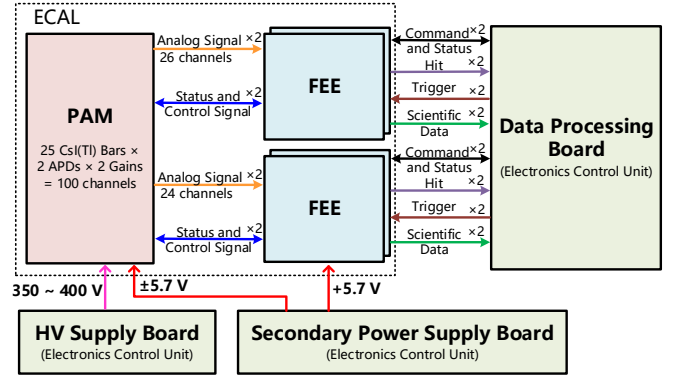 ECAL
PAM
25 CsI(Tl) Bars ×
2 APDs × 2 Gains
= 100 channels
Analog Signal ×2
26 channels
Status and ×2
Control Signal
Analog Signal ×2
24 channels
Status and ×2
Control Signal
FEE
FEE
Command ×2
and Status
Hit ×2
Trigger ×2
Scientific ×2
Data
Command ×2
and Status
Hit ×2
Trigger ×2
Scientific ×2
Data
Data Processing
Board
(Electronics Control Unit)
350 ~ 400 V
±5.7 V
+5.7 V
HV Supply Board
(Electronics Control Unit)
Secondary Power Supply Board
(Electronics Control Unit)